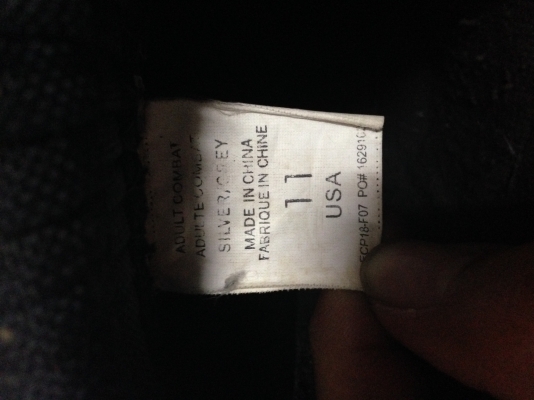 ADULT COMBAT
ADULTE COMBAT
SILVER/GREY
MADE IN CHINA
FABRIQUE IN CHINE
11
USA
ECP18-F07 PO#